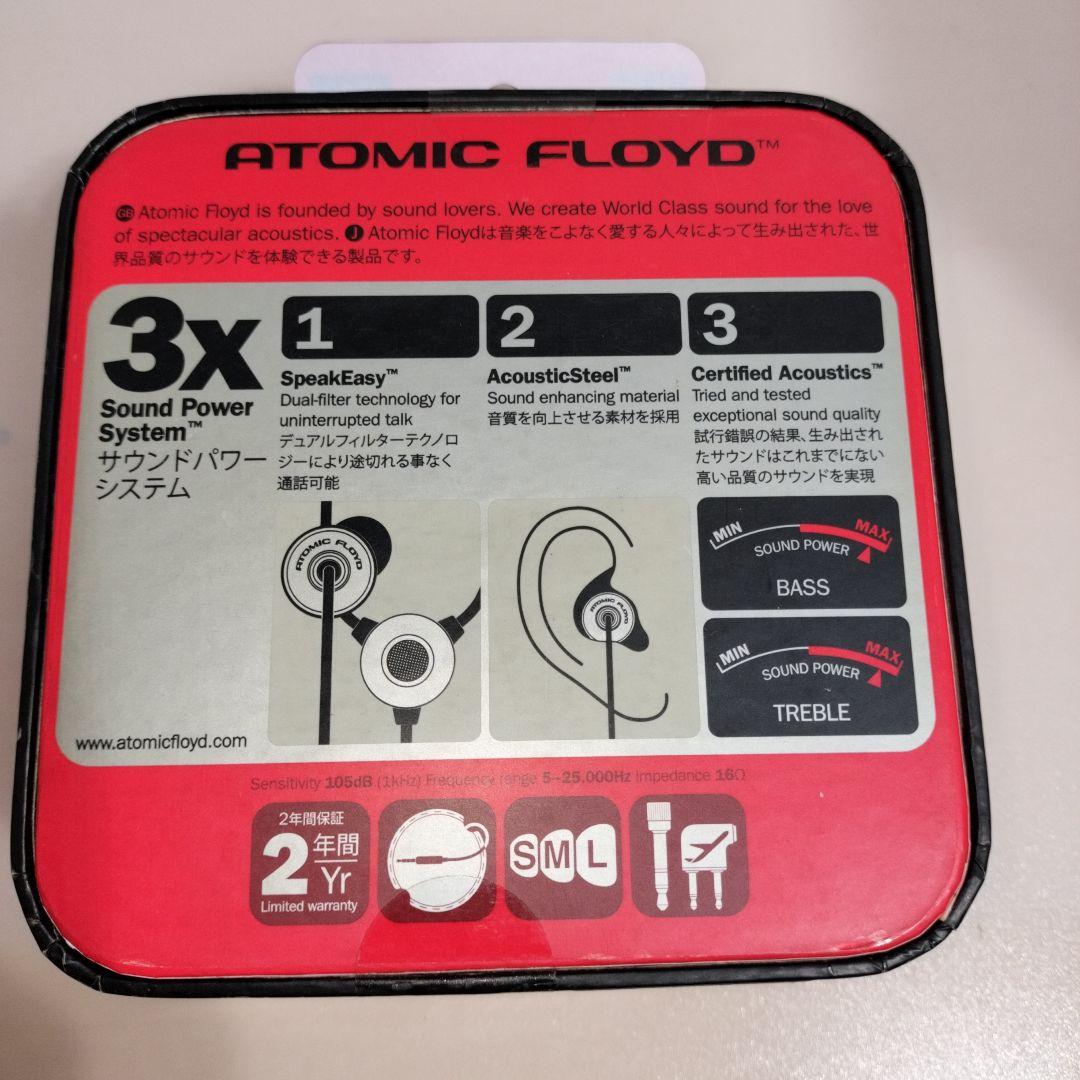 ATOMIC FLOYD™
GB Atomic Floyd is founded by sound lovers. We create World Class sound for the love
of spectacular acoustics. J Atomic Floydは音楽をこよなく愛する人々によって生み出された、世
界品質のサウンドを体験できる製品です。
3x
Sound Power
System™
サウンドパワー
システム
1
SpeakEasy™
Dual-filter technology for
uninterrupted talk
デュアルフィルターテクノロ
ジーにより途切れる事なく
通話可能
2
AcousticSteel™
Sound enhancing material
音質を向上させる素材を採用
3
Certified Acoustics™
Tried and tested
exceptional sound quality
試行錯誤の結果、生み出され
たサウンドはこれまでにない
高い品質のサウンドを実現
ATOMIC FLOYD
ATOMIC FLOYD
MIN MAX
SOUND POWER
BASS
MIN MAX
SOUND POWER
TREBLE
www.atomicfloyd.com
Sensitivity 105dB (1kHz) Frequency range 5~25,000Hz Impedance 16Ω
2年間保証
2 年間
Yr
Limited warranty
S M L